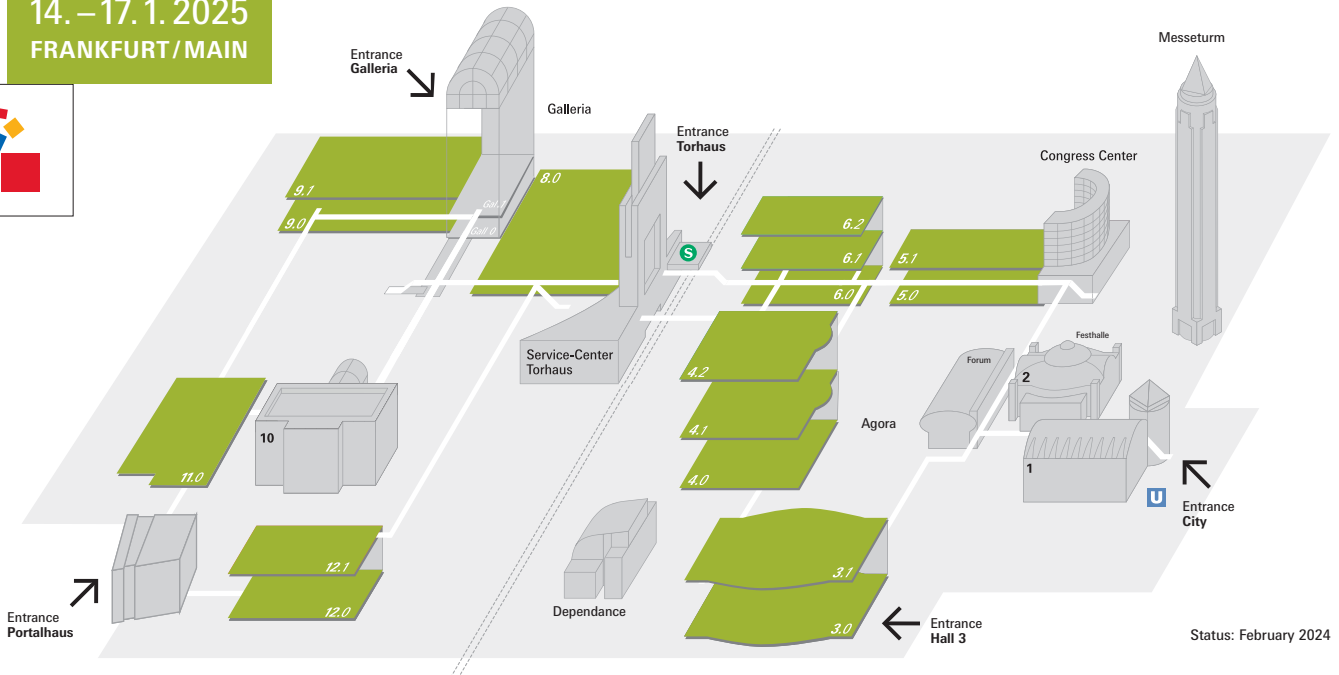 14. – 17. 1. 2025
FRANKFURT / MAIN
Messeturm
Entrance
Galleria
Galleria
Entrance
Torhaus
Congress Center
9.1
8.0
9.0
Gal.1
Gall 0
S
6.2
6.1
6.0
5.1
5.0
Service-Center
Torhaus
4.2
4.1
4.0
Forum
Festhalle
2
Agora
1
10
11.0
U
Entrance
City
12.1
12.0
3.1
3.0
Entrance
Portalhaus
Dependance
Entrance
Hall 3
Status: February 2024